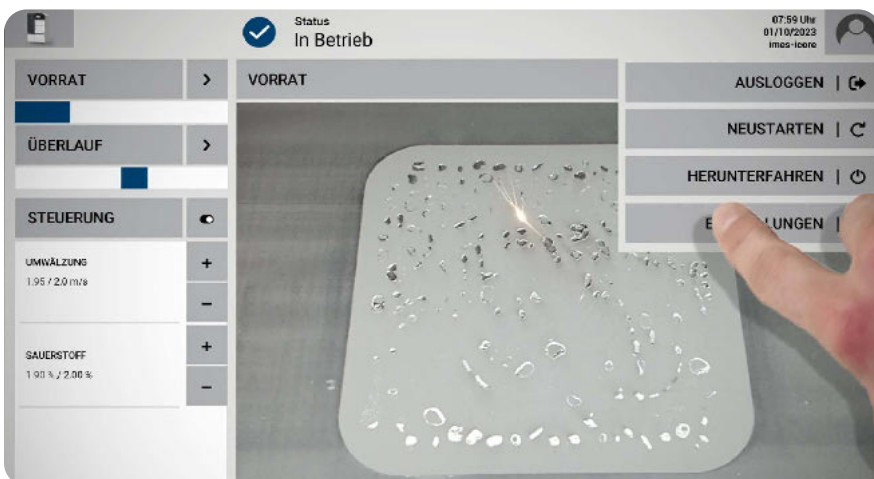 Status
In Betrieb
07:59 Uhr
01/10/2023
imes-icore
VORRAT
ÜBERLAUF
STEUERUNG
UMWÄLZUNG
1.95 / 2.0 m/s
SAUERSTOFF
1.90 % / 2.00 %
VORRAT
AUSLOGGEN
NEUSTARTEN
HERUNTERFAHREN